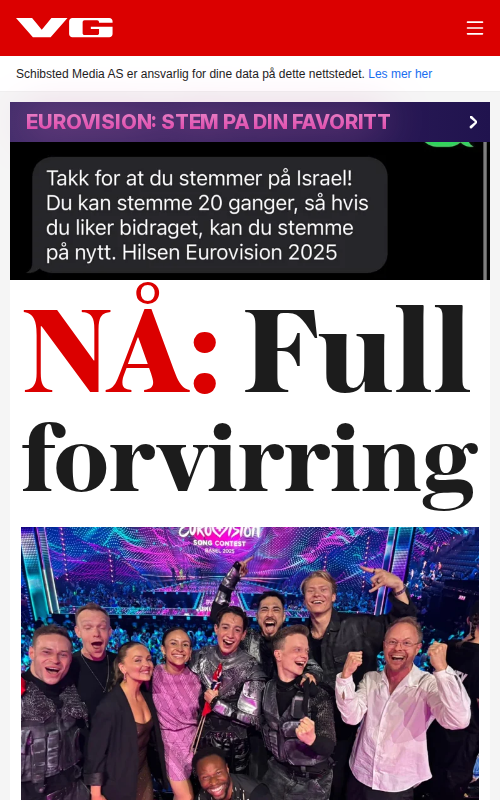 VG
Schibsted Media AS er ansvarlig for dine data på dette nettstedet. Les mer her
EUROVISION: STEM PA DIN FAVORITT
Takk for at du stemmer på Israel!
Du kan stemme 20 ganger, så hvis
du liker bidraget, kan du stemme
på nytt. Hilsen Eurovision 2025
NÅ: Full
forvirring
EUROVISION
SONG CONTEST
BASEL 2025